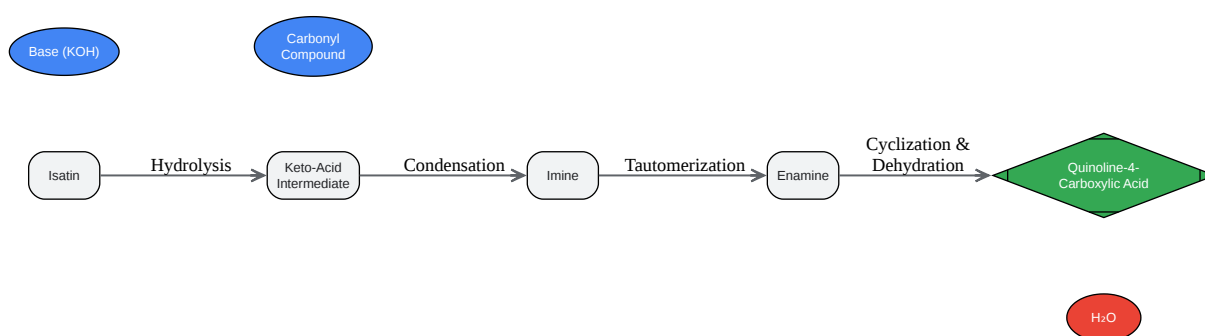 Base (KOH)
Carbonyl
Compound
Isatin
Hydrolysis
Keto-Acid
Intermediate
Condensation
Imine
Tautomerization
Enamine
Cyclization &
Dehydration
Quinoline-4-
Carboxylic Acid
H₂O